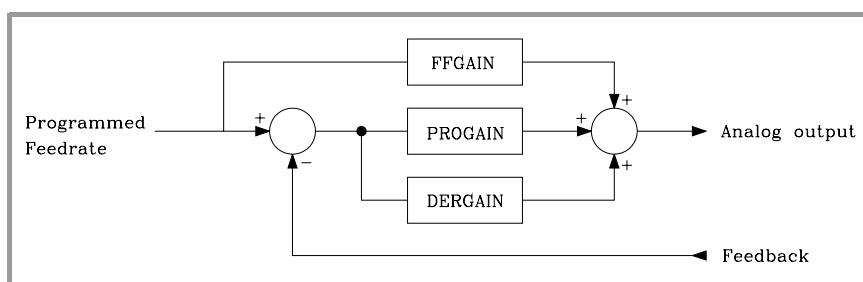 FFGAIN
Programmed
Feedrate
+
+
+
PROGAIN
Analog output
−
+
DERGAIN
Feedback